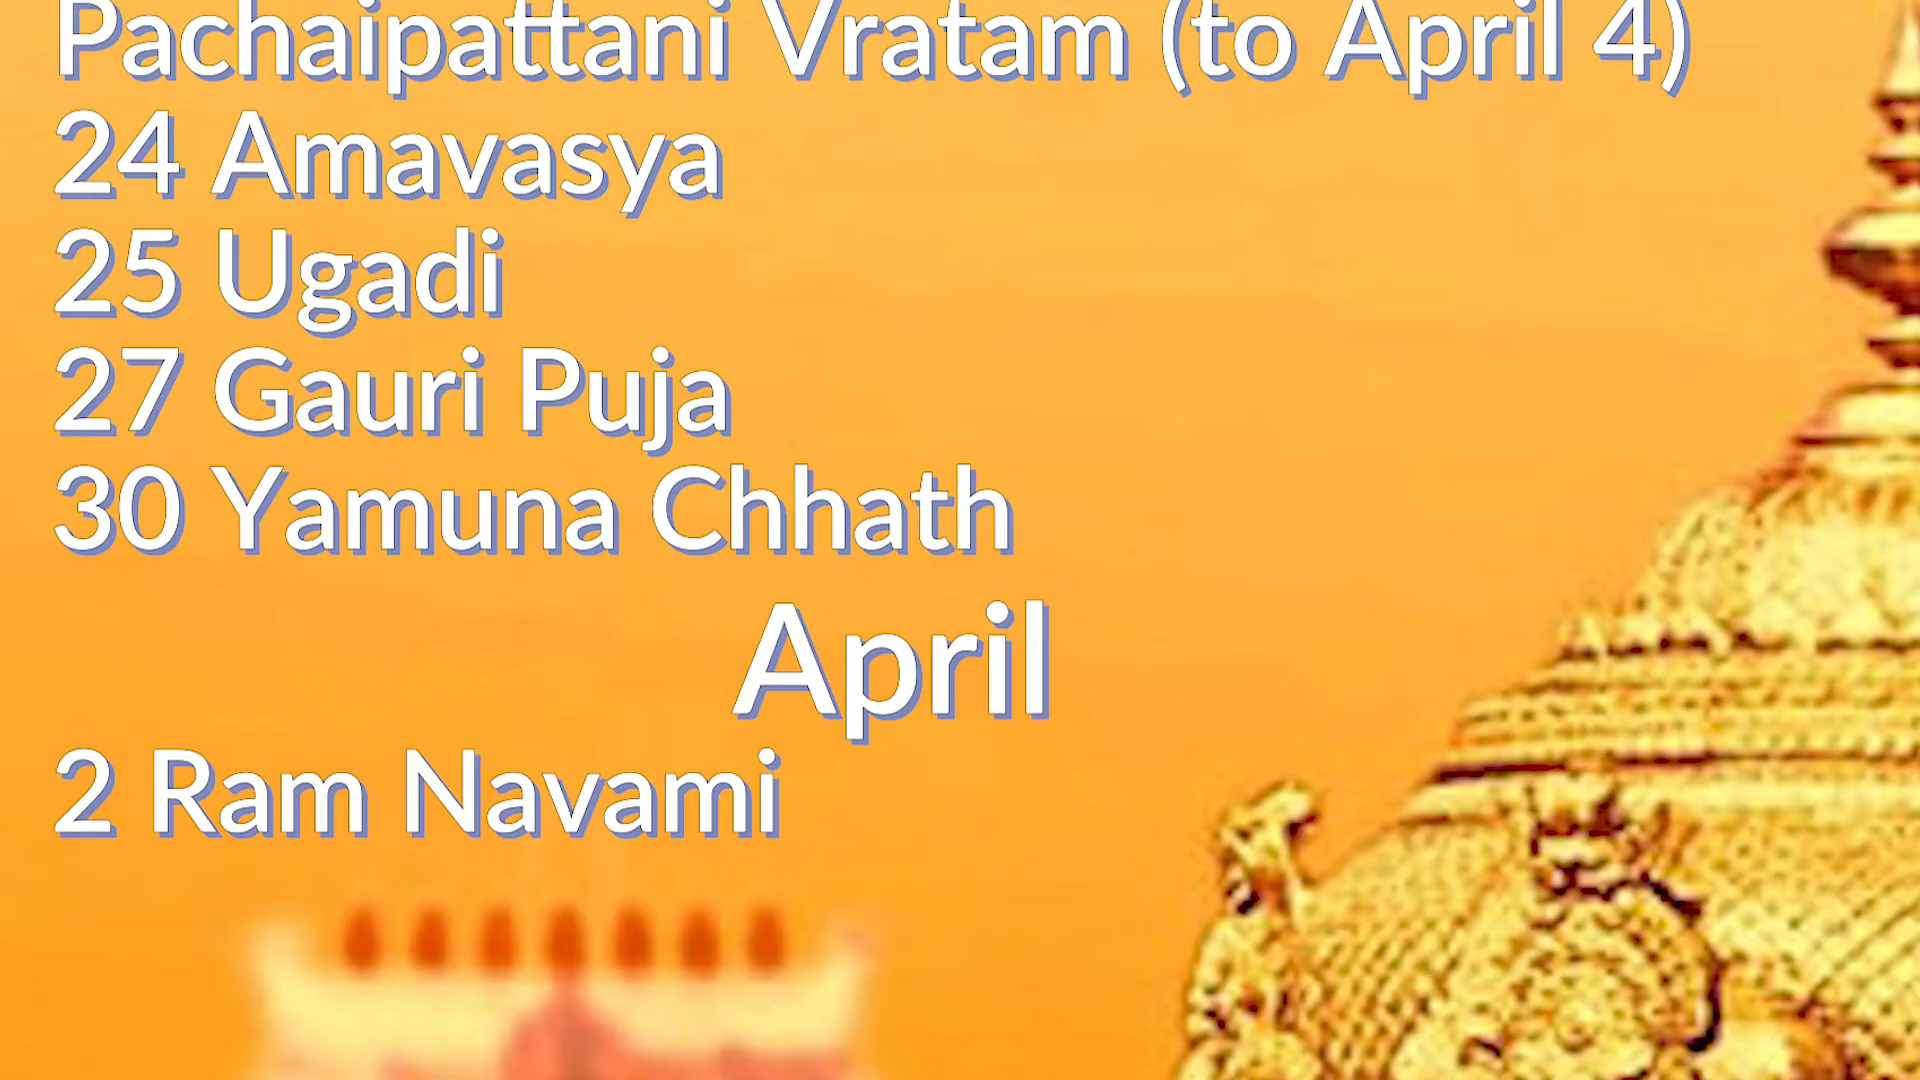 Pachaipattani Vratam (to April 4)
24 Amavasya
25 Ugadi
27 Gauri Puja
30 Yamuna Chhath
April
2 Ram Navami